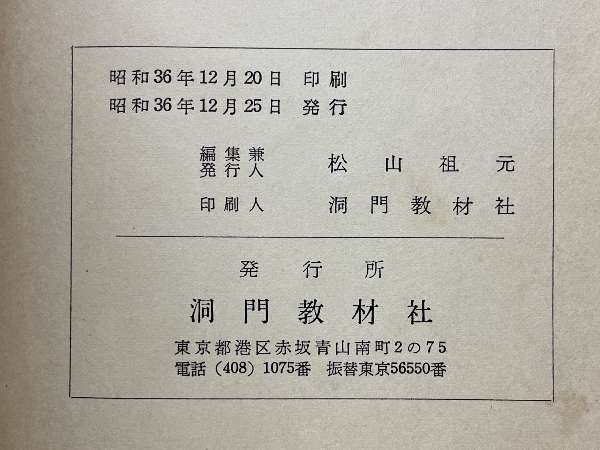 昭和36年12月20日 印刷
昭和36年12月25日 発行
編集兼
発行人 松山祖元
印刷人 洞門教材社
発行所
洞門教材社
東京都港区赤坂青山南町2の75
電話(408)1075番 振替東京56550番